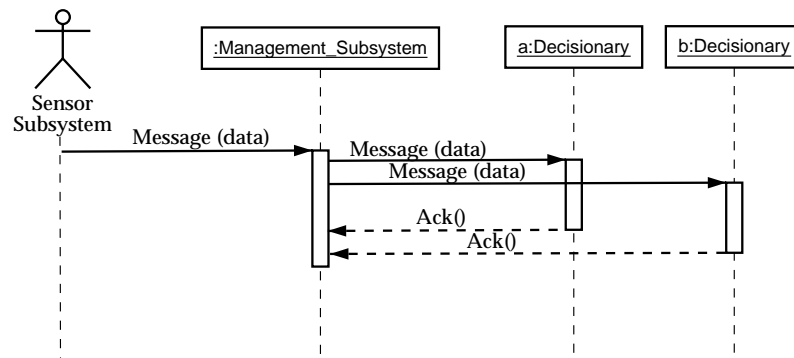 :Management_Subsystem
a:Decisionary
b:Decisionary
Sensor
Subsystem
Message (data)
Message (data)
Message (data)
Ack()
Ack()